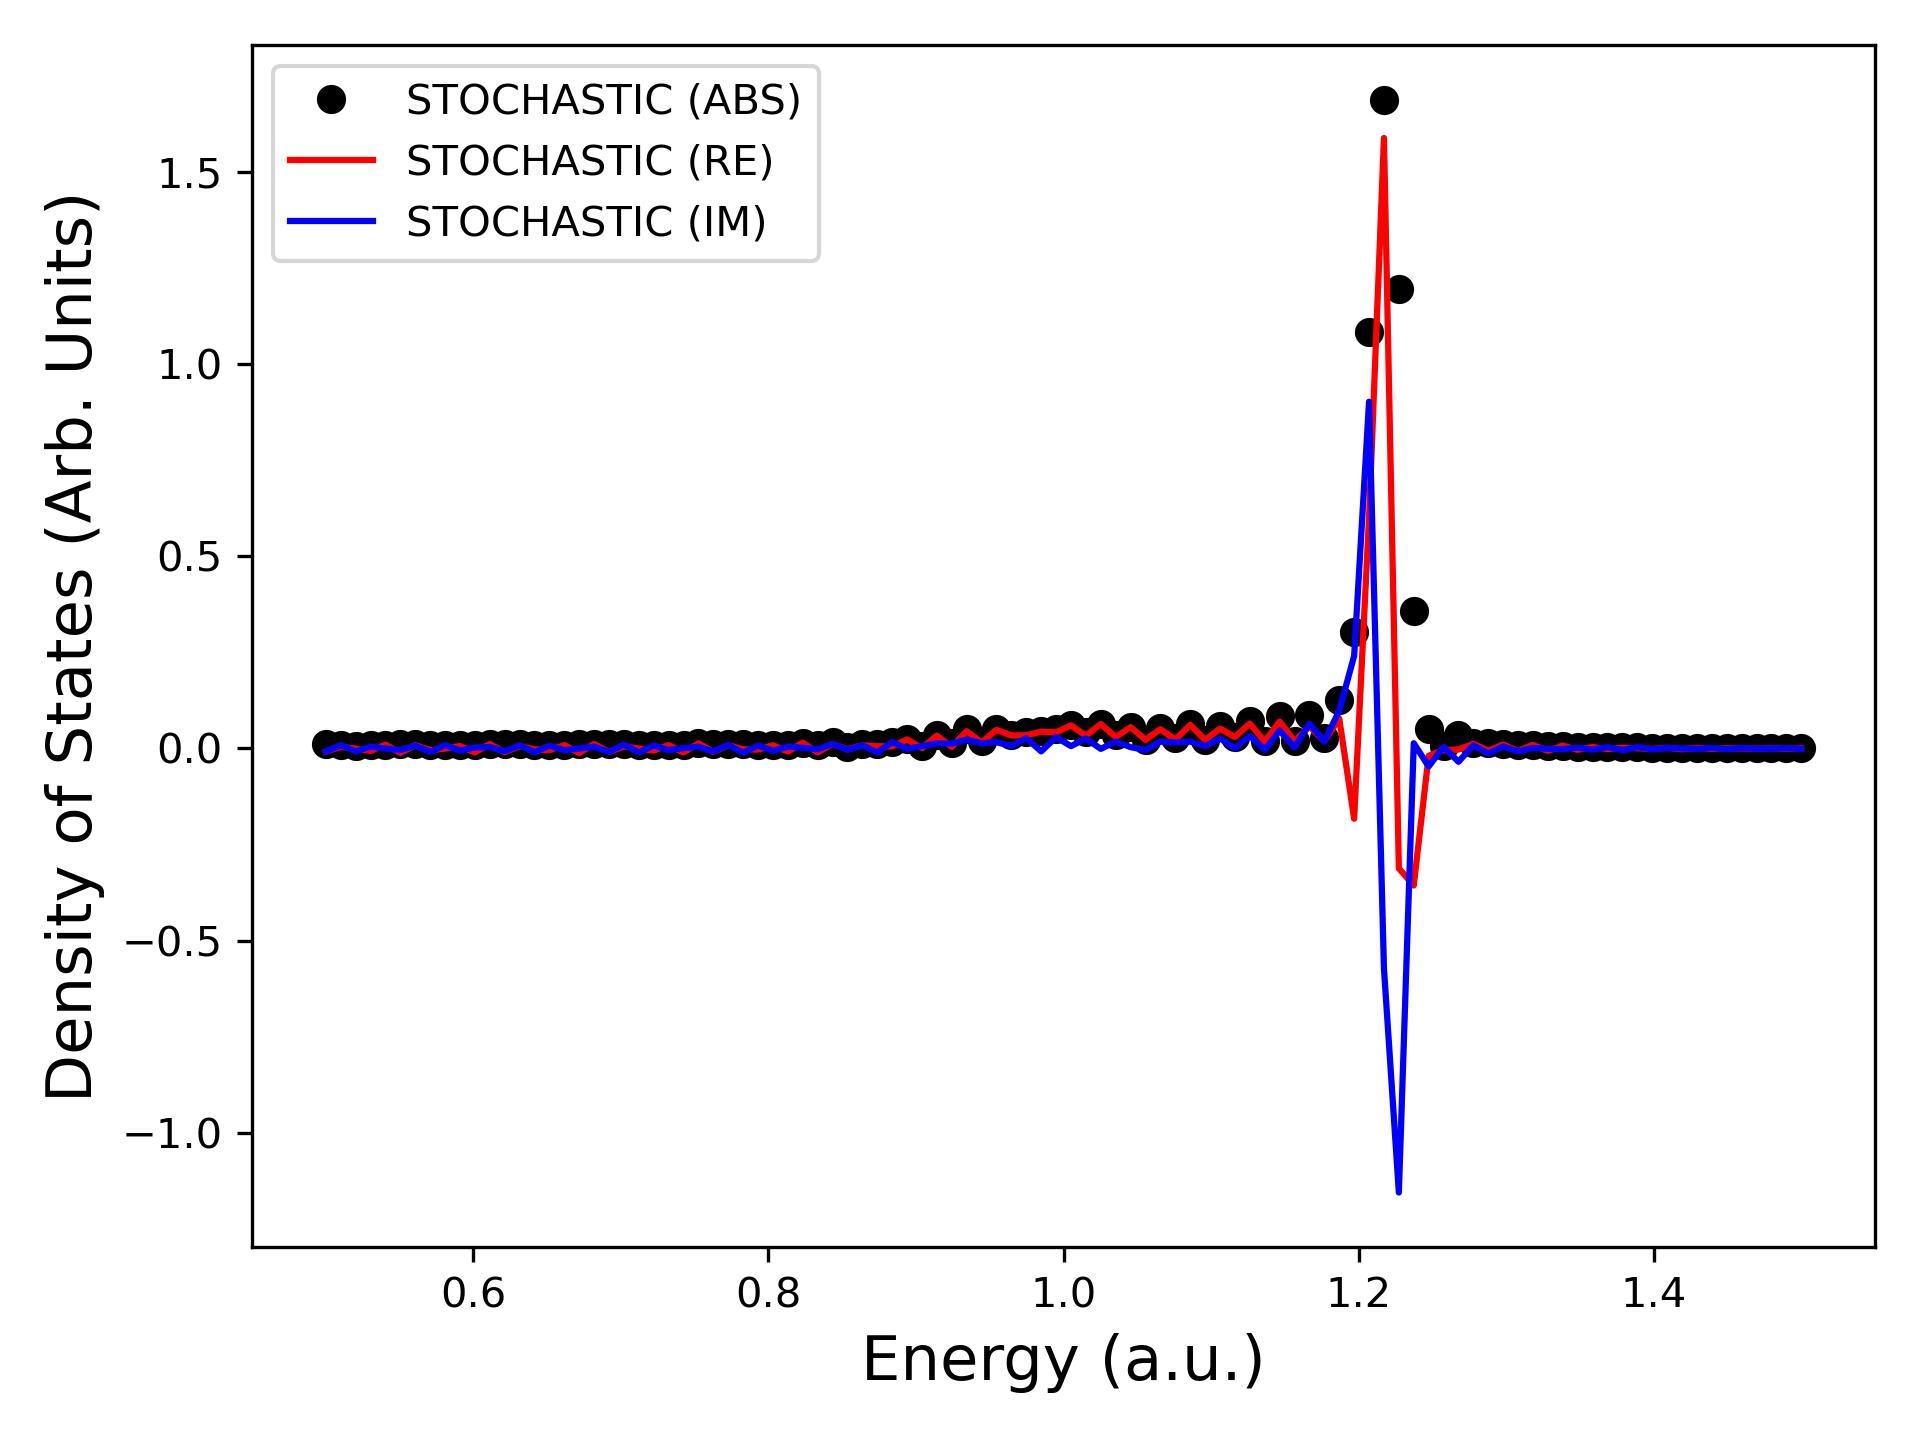 STOCHASTIC (ABS)
STOCHASTIC (RE)
STOCHASTIC (IM)
Density of States (Arb. Units)
1.5
1.0
0.5
0.0
−0.5
−1.0
0.6 0.8 1.0 1.2 1.4
Energy (a.u.)